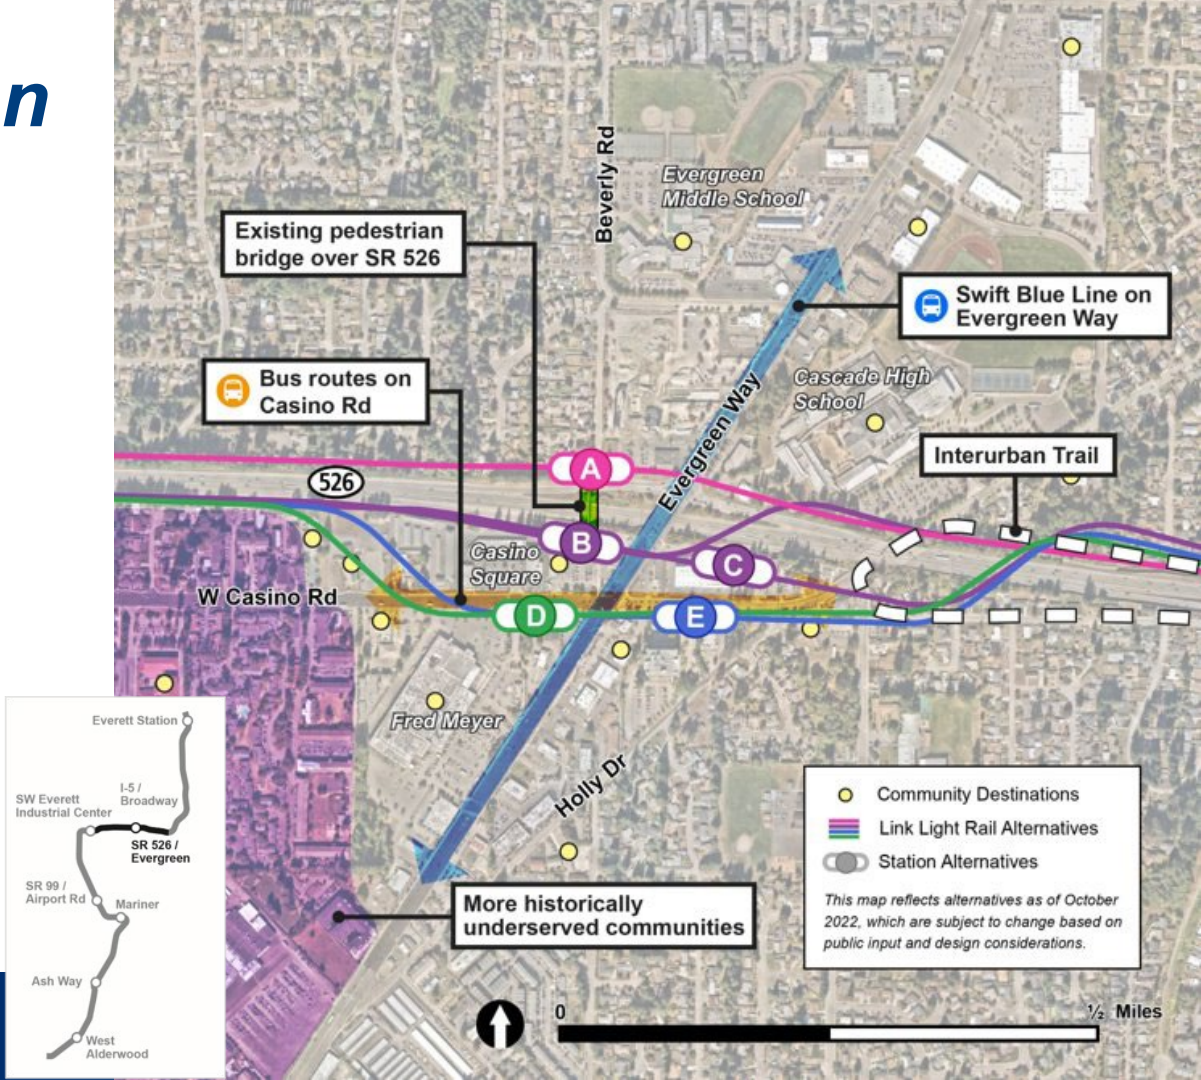 n
Beverly Rd
Evergreen
Middle School
Existing pedestrian
bridge over SR 526
Swift Blue Line on
Evergreen Way
Bus routes on
Casino Rd
Cascade High
School
Evergreen Way
Interurban Trail
526
A
B
C
Casino
Square
W Casino Rd
D
E
Fred Meyer
Holly Dr
More historically
underserved communities
Everett Station
I-5 /
Broadway
SW Everett
Industrial Center
SR 526 /
Evergreen
SR 99 /
Airport Rd
Mariner
Ash Way
West
Alderwood
Community Destinations
Link Light Rail Alternatives
Station Alternatives
This map reflects alternatives as of October
2022, which are subject to change based on
public input and design considerations.
0
½ Miles